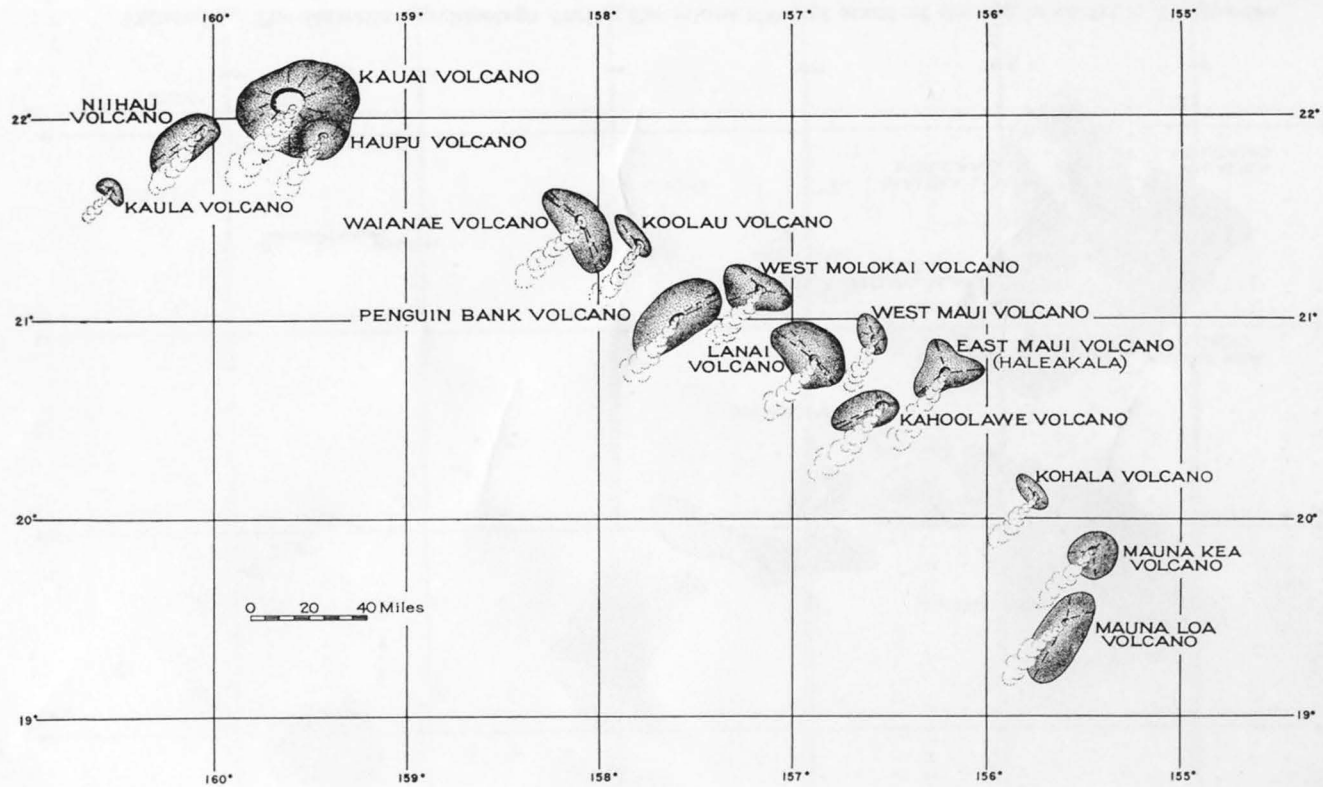 160°
159°
158°
157°
156°
155°
KAUAI VOLCANO
NIIHAU
VOLCANO
22°
22°
HAUPU VOLCANO
KAULA VOLCANO
WAIANAE VOLCANO
KOOLAU VOLCANO
WEST MOLOKAI VOLCANO
PENGUIN BANK VOLCANO
WEST MAUI VOLCANO
21°
21°
LANAI
VOLCANO
EAST MAUI VOLCANO
(HALEAKALA)
KAHOOLAWE VOLCANO
KOHALA VOLCANO
20°
20°
MAUNA KEA
VOLCANO
0 20 40 Miles
MAUNA LOA
VOLCANO
19°
19°
160°
159°
158°
157°
156°
155°